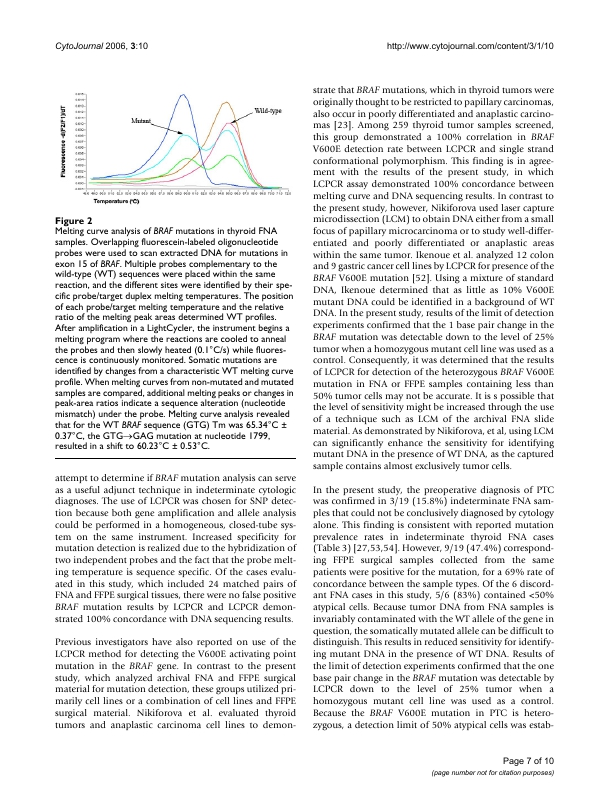 CytoJournal 2006, 3:10
http://www.cytojournal.com/content/3/1/10
Mutant
Wild-type
Fluorescence -d(F2/F1)/dT
Temperature (ºC)
Figure 2
Melting curve analysis of BRAF mutations in thyroid FNA
samples. Overlapping fluorescein-labeled oligonucleotide
probes were used to scan extracted DNA for mutations in
exon 15 of BRAF. Multiple probes complementary to the
wild-type (WT) sequences were placed within the same
reaction, and the different sites were identified by their spe-
cific probe/target duplex melting temperatures. The position
of each probe/target melting temperature and the relative
ratio of the melting peak areas determined WT profiles.
After amplification in a LightCycler, the instrument begins a
melting program where the reactions are cooled to anneal
the probes and then slowly heated (0.1°C/s) while fluores-
cence is continuously monitored. Somatic mutations are
identified by changes from a characteristic WT melting curve
profile. When melting curves from non-mutated and mutated
samples are compared, additional melting peaks or changes in
peak-area ratios indicate a sequence alteration (nucleotide
mismatch) under the probe. Melting curve analysis revealed
that for the WT BRAF sequence (GTG) Tm was 65.34°C ±
0.37°C, the GTG→GAG mutation at nucleotide 1799,
resulted in a shift to 60.23°C ± 0.53°C.
attempt to determine if BRAF mutation analysis can serve
as a useful adjunct technique in indeterminate cytologic
diagnoses. The use of LCPCR was chosen for SNP detec-
tion because both gene amplification and allele analysis
could be performed in a homogeneous, closed-tube sys-
tem on the same instrument. Increased specificity for
mutation detection is realized due to the hybridization of
two independent probes and the fact that the probe melt-
ing temperature is sequence specific. Of the cases evalu-
ated in this study, which included 24 matched pairs of
FNA and FFPE surgical tissues, there were no false positive
BRAF mutation results by LCPCR and LCPCR demon-
strated 100% concordance with DNA sequencing results.
Previous investigators have also reported on use of the
LCPCR method for detecting the V600E activating point
mutation in the BRAF gene. In contrast to the present
study, which analyzed archival FNA and FFPE surgical
material for mutation detection, these groups utilized pri-
marily cell lines or a combination of cell lines and FFPE
surgical material. Nikiforova et al. evaluated thyroid
tumors and anaplastic carcinoma cell lines to demon-
strate that BRAF mutations, which in thyroid tumors were
originally thought to be restricted to papillary carcinomas,
also occur in poorly differentiated and anaplastic carcino-
mas [23]. Among 259 thyroid tumor samples screened,
this group demonstrated a 100% correlation in BRAF
V600E detection rate between LCPCR and single strand
conformational polymorphism. This finding is in agree-
ment with the results of the present study, in which
LCPCR assay demonstrated 100% concordance between
melting curve and DNA sequencing results. In contrast to
the present study, however, Nikiforova used laser capture
microdissection (LCM) to obtain DNA either from a small
focus of papillary microcarcinoma or to study well-differ-
entiated and poorly differentiated or anaplastic areas
within the same tumor. Ikenoue et al. analyzed 12 colon
and 9 gastric cancer cell lines by LCPCR for presence of the
BRAF V600E mutation [52]. Using a mixture of standard
DNA, Ikenoue determined that as little as 10% V600E
mutant DNA could be identified in a background of WT
DNA. In the present study, results of the limit of detection
experiments confirmed that the 1 base pair change in the
BRAF mutation was detectable down to the level of 25%
tumor when a homozygous mutant cell line was used as a
control. Consequently, it was determined that the results
of LCPCR for detection of the heterozygous BRAF V600E
mutation in FNA or FFPE samples containing less than
50% tumor cells may not be accurate. It is s possible that
the level of sensitivity might be increased through the use
of a technique such as LCM of the archival FNA slide
material. As demonstrated by Nikiforova, et al, using LCM
can significantly enhance the sensitivity for identifying
mutant DNA in the presence of WT DNA, as the captured
sample contains almost exclusively tumor cells.
In the present study, the preoperative diagnosis of PTC
was confirmed in 3/19 (15.8%) indeterminate FNA sam-
ples that could not be conclusively diagnosed by cytology
alone. This finding is consistent with reported mutation
prevalence rates in indeterminate thyroid FNA cases
(Table 3) [27,53,54]. However, 9/19 (47.4%) correspond-
ing FFPE surgical samples collected from the same
patients were positive for the mutation, for a 69% rate of
concordance between the sample types. Of the 6 discord-
ant FNA cases in this study, 5/6 (83%) contained <50%
atypical cells. Because tumor DNA from FNA samples is
invariably contaminated with the WT allele of the gene in
question, the somatically mutated allele can be difficult to
distinguish. This results in reduced sensitivity for identify-
ing mutant DNA in the presence of WT DNA. Results of
the limit of detection experiments confirmed that the one
base pair change in the BRAF mutation was detectable by
LCPCR down to the level of 25% tumor when a
homozygous mutant cell line was used as a control.
Because the BRAF V600E mutation in PTC is hetero-
zygous, a detection limit of 50% atypical cells was estab-
Page 7 of 10
(page number not for citation purposes)